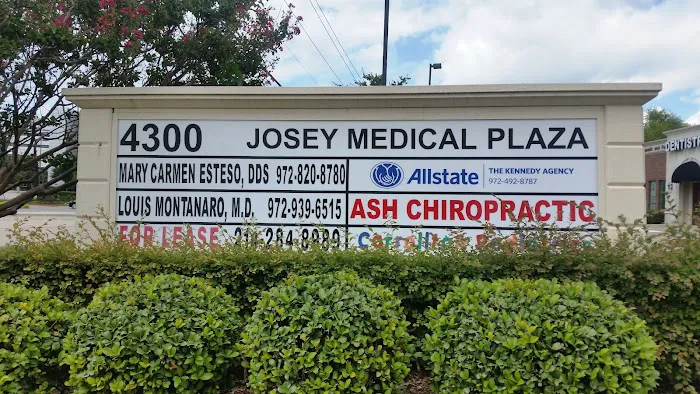 4300 JOSEY MEDICAL PLAZA
MARY CARMEN ESTESO, DDS 972-820-8780
Allstate THE KENNEDY AGENCY
972-492-8787
LOUIS MONTANARO, M.D. 972-939-6515
ASH CHIROPRACTIC
FOR LEASE
DENTIST